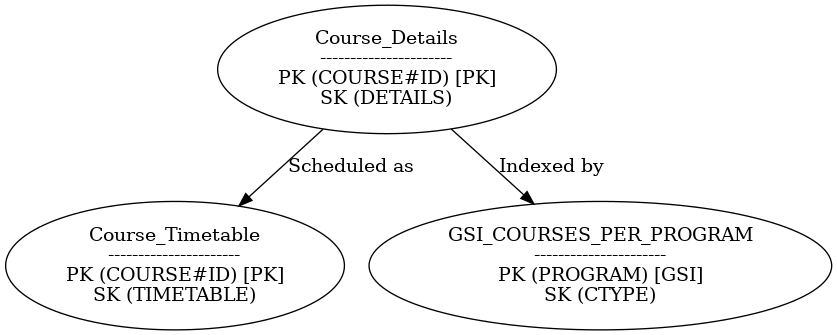 Course_Details
----------------------
PK (COURSE#ID) [PK]
SK (DETAILS)
Scheduled as
Indexed by
Course_Timetable
----------------------
PK (COURSE#ID) [PK]
SK (TIMETABLE)
GSI_COURSES_PER_PROGRAM
----------------------
PK (PROGRAM) [GSI]
SK (CTYPE)